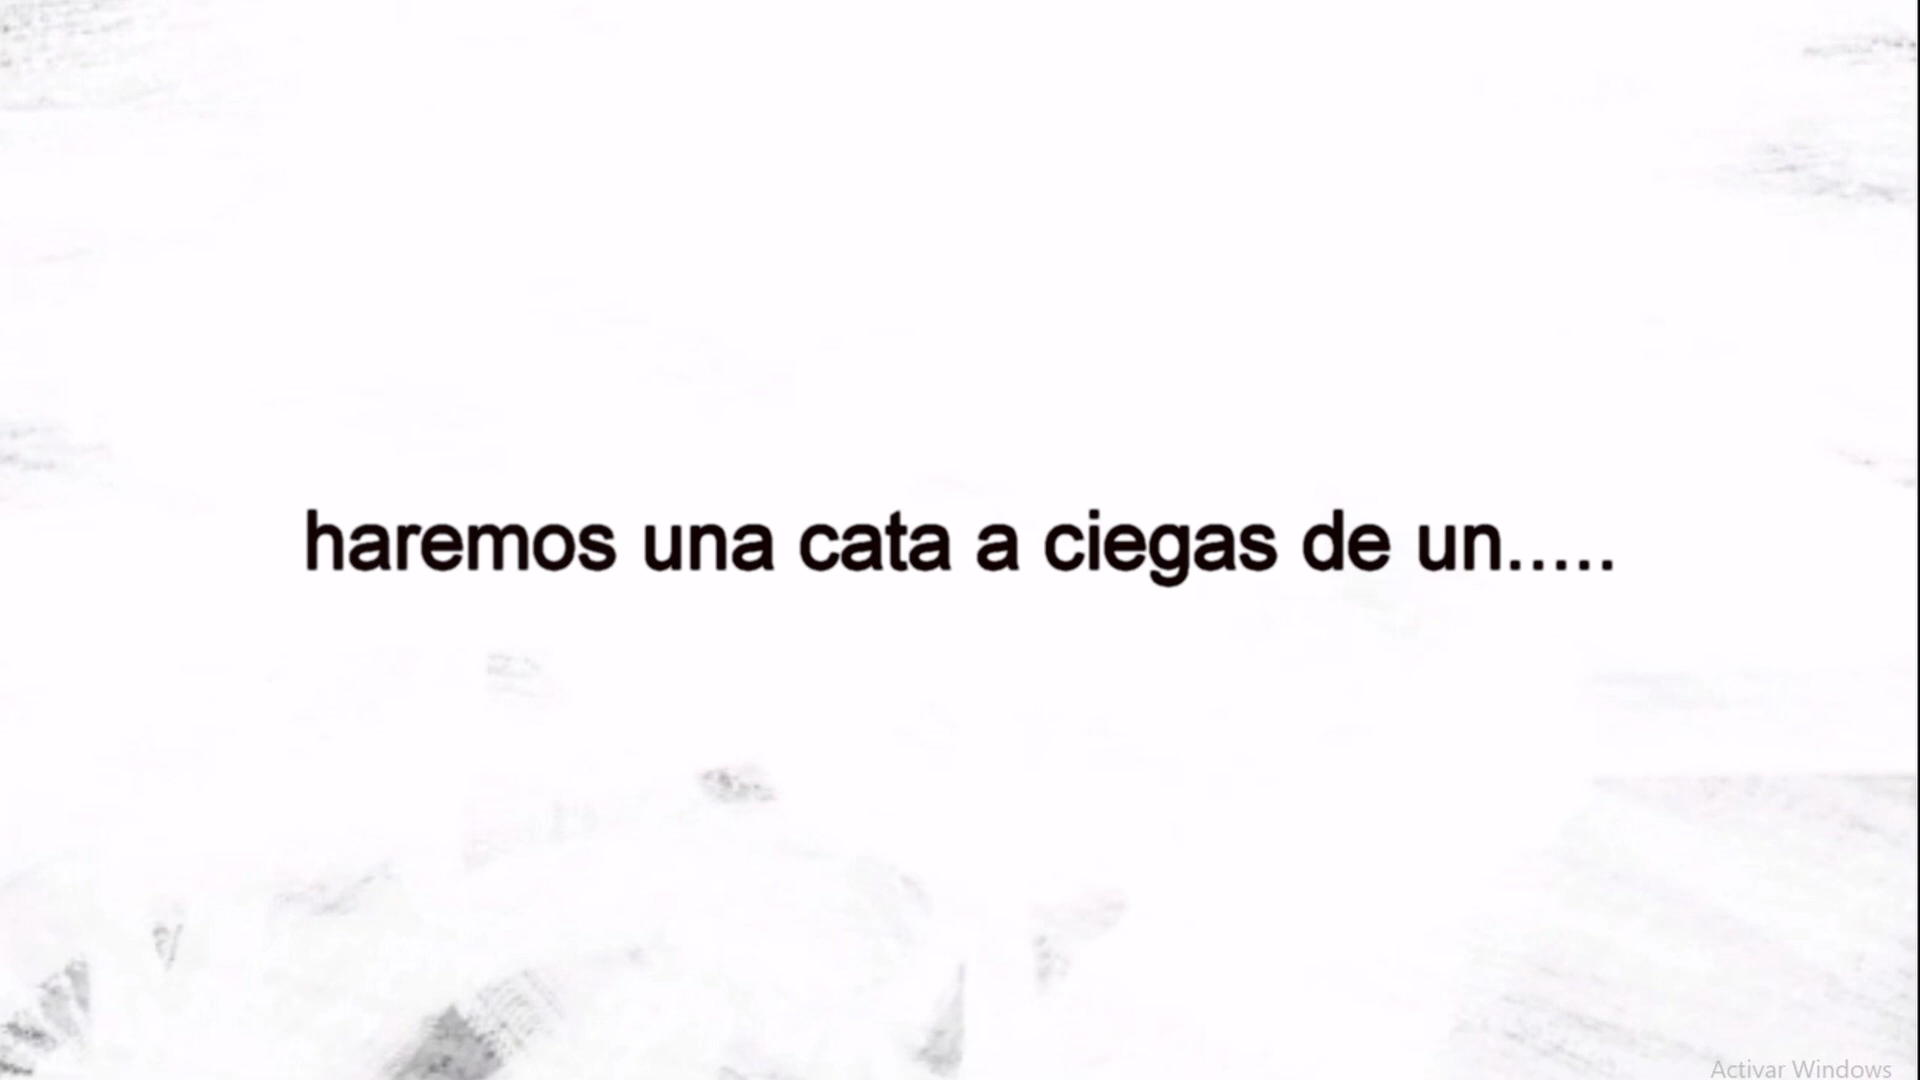 haremos una cata a ciegas de un.....
Activar Windows